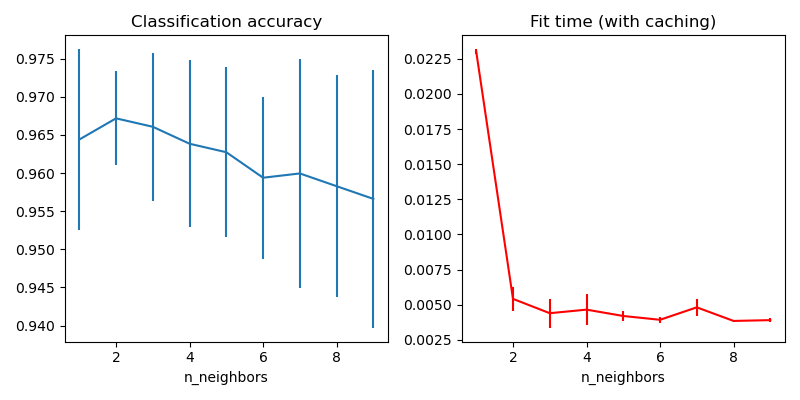 Classification accuracy
0.975
0.970
0.965
0.960
0.955
0.950
0.945
0.940
2 4 6 8
n_neighbors
Fit time (with caching)
0.0225
0.0200
0.0175
0.0150
0.0125
0.0100
0.0075
0.0050
0.0025
2 4 6 8
n_neighbors